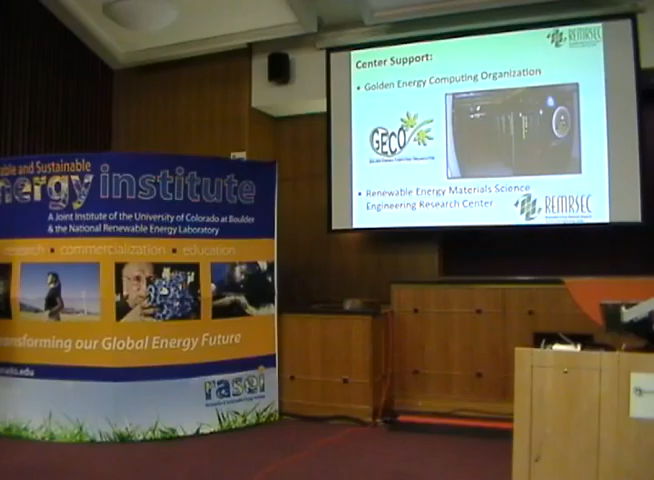 able and Sustainable
nergy institute
A Joint Institute of the University of Colorado at Boulder
& the National Renewable Energy Laboratory
research ▪ commercialization ▪ education
ansforming our Global Energy Future
rasei
Center Support:
REMRSEC
• Golden Energy Computing Organization
GECO
• Renewable Energy Materials Science
Engineering Research Center
REMRSEC